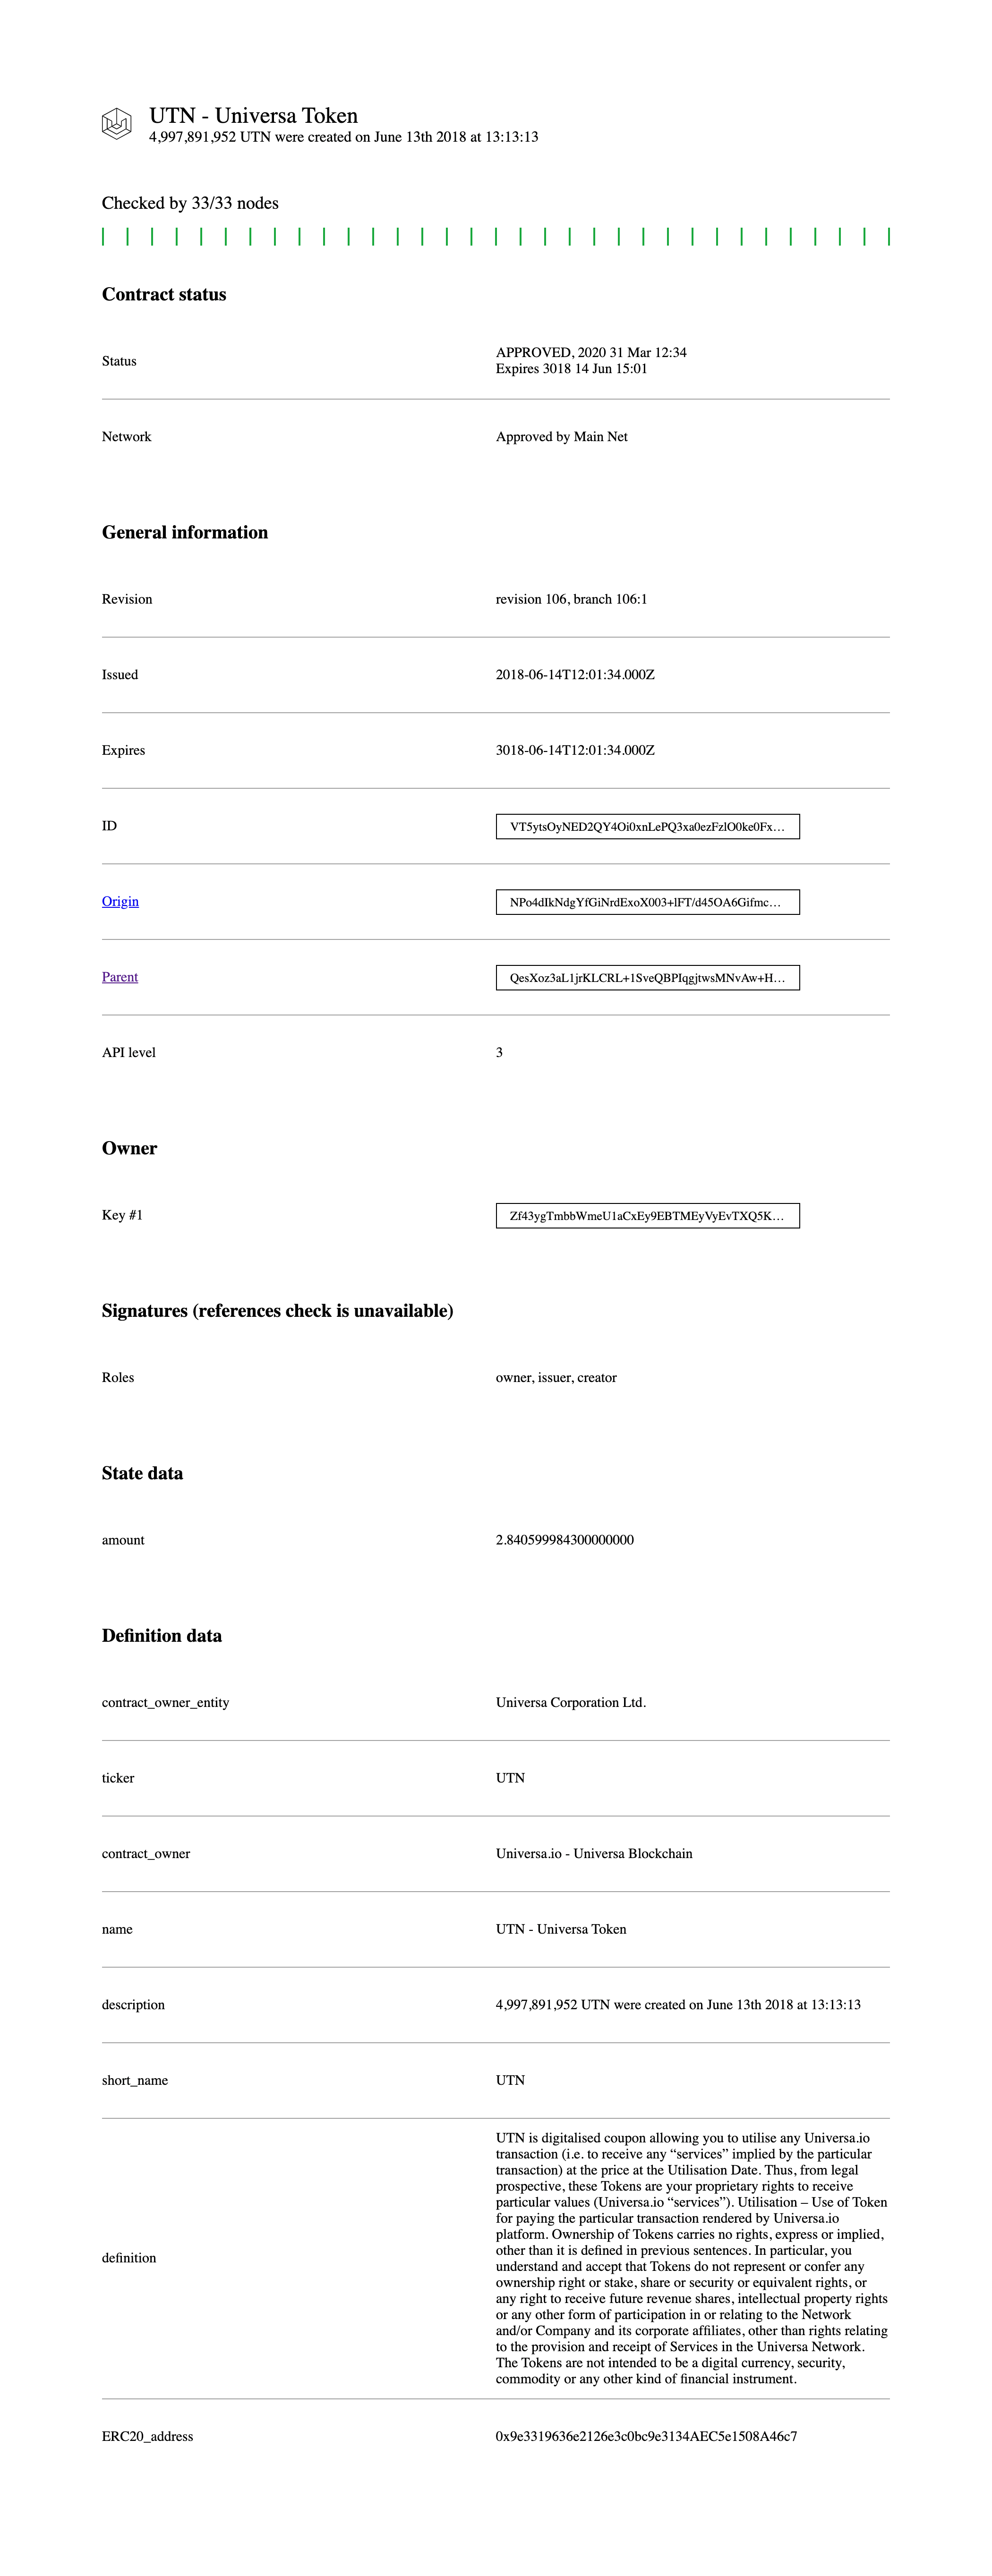 UTN - Universa Token
4,997,891,952 UTN were created on June 13th 2018 at 13:13:13
Checked by 33/33 nodes
Contract status
Status
APPROVED, 2020 31 Mar 12:34
Expires 3018 14 Jun 15:01
Network
Approved by Main Net
General information
Revision
revision 106, branch 106:1
Issued
2018-06-14T12:01:34.000Z
Expires
3018-06-14T12:01:34.000Z
ID
VT5ytsOyNED2QY4Oi0xnLePQ3xa0ezFzlO0ke0Fx…
Origin
NPo4dIkNdgYfGiNrdExoX003+lFT/d45OA6Gifmc…
Parent
QesXoz3aL1jrKLCRL+1SveQBPIqgjtwsMNvAw+H…
API level
3
Owner
Key #1
Zf43ygTmbbWmeU1aCxEy9EBTMEyVyEvTXQ5K…
Signatures (references check is unavailable)
Roles
owner, issuer, creator
State data
amount
2.840599984300000000
Definition data
contract_owner_entity
Universa Corporation Ltd.
ticker
UTN
contract_owner
Universa.io - Universa Blockchain
name
UTN - Universa Token
description
4,997,891,952 UTN were created on June 13th 2018 at 13:13:13
short_name
UTN
definition
UTN is digitalised coupon allowing you to utilise any Universa.io
transaction (i.e. to receive any “services” implied by the particular
transaction) at the price at the Utilisation Date. Thus, from legal
prospective, these Tokens are your proprietary rights to receive
particular values (Universa.io “services”). Utilisation – Use of Token
for paying the particular transaction rendered by Universa.io
platform. Ownership of Tokens carries no rights, express or implied,
other than it is defined in previous sentences. In particular, you
understand and accept that Tokens do not represent or confer any
ownership right or stake, share or security or equivalent rights, or
any right to receive future revenue shares, intellectual property rights
or any other form of participation in or relating to the Network
and/or Company and its corporate affiliates, other than rights relating
to the provision and receipt of Services in the Universa Network.
The Tokens are not intended to be a digital currency, security,
commodity or any other kind of financial instrument.
ERC20_address
0x9e3319636e2126e3c0bc9e3134AEC5e1508A46c7